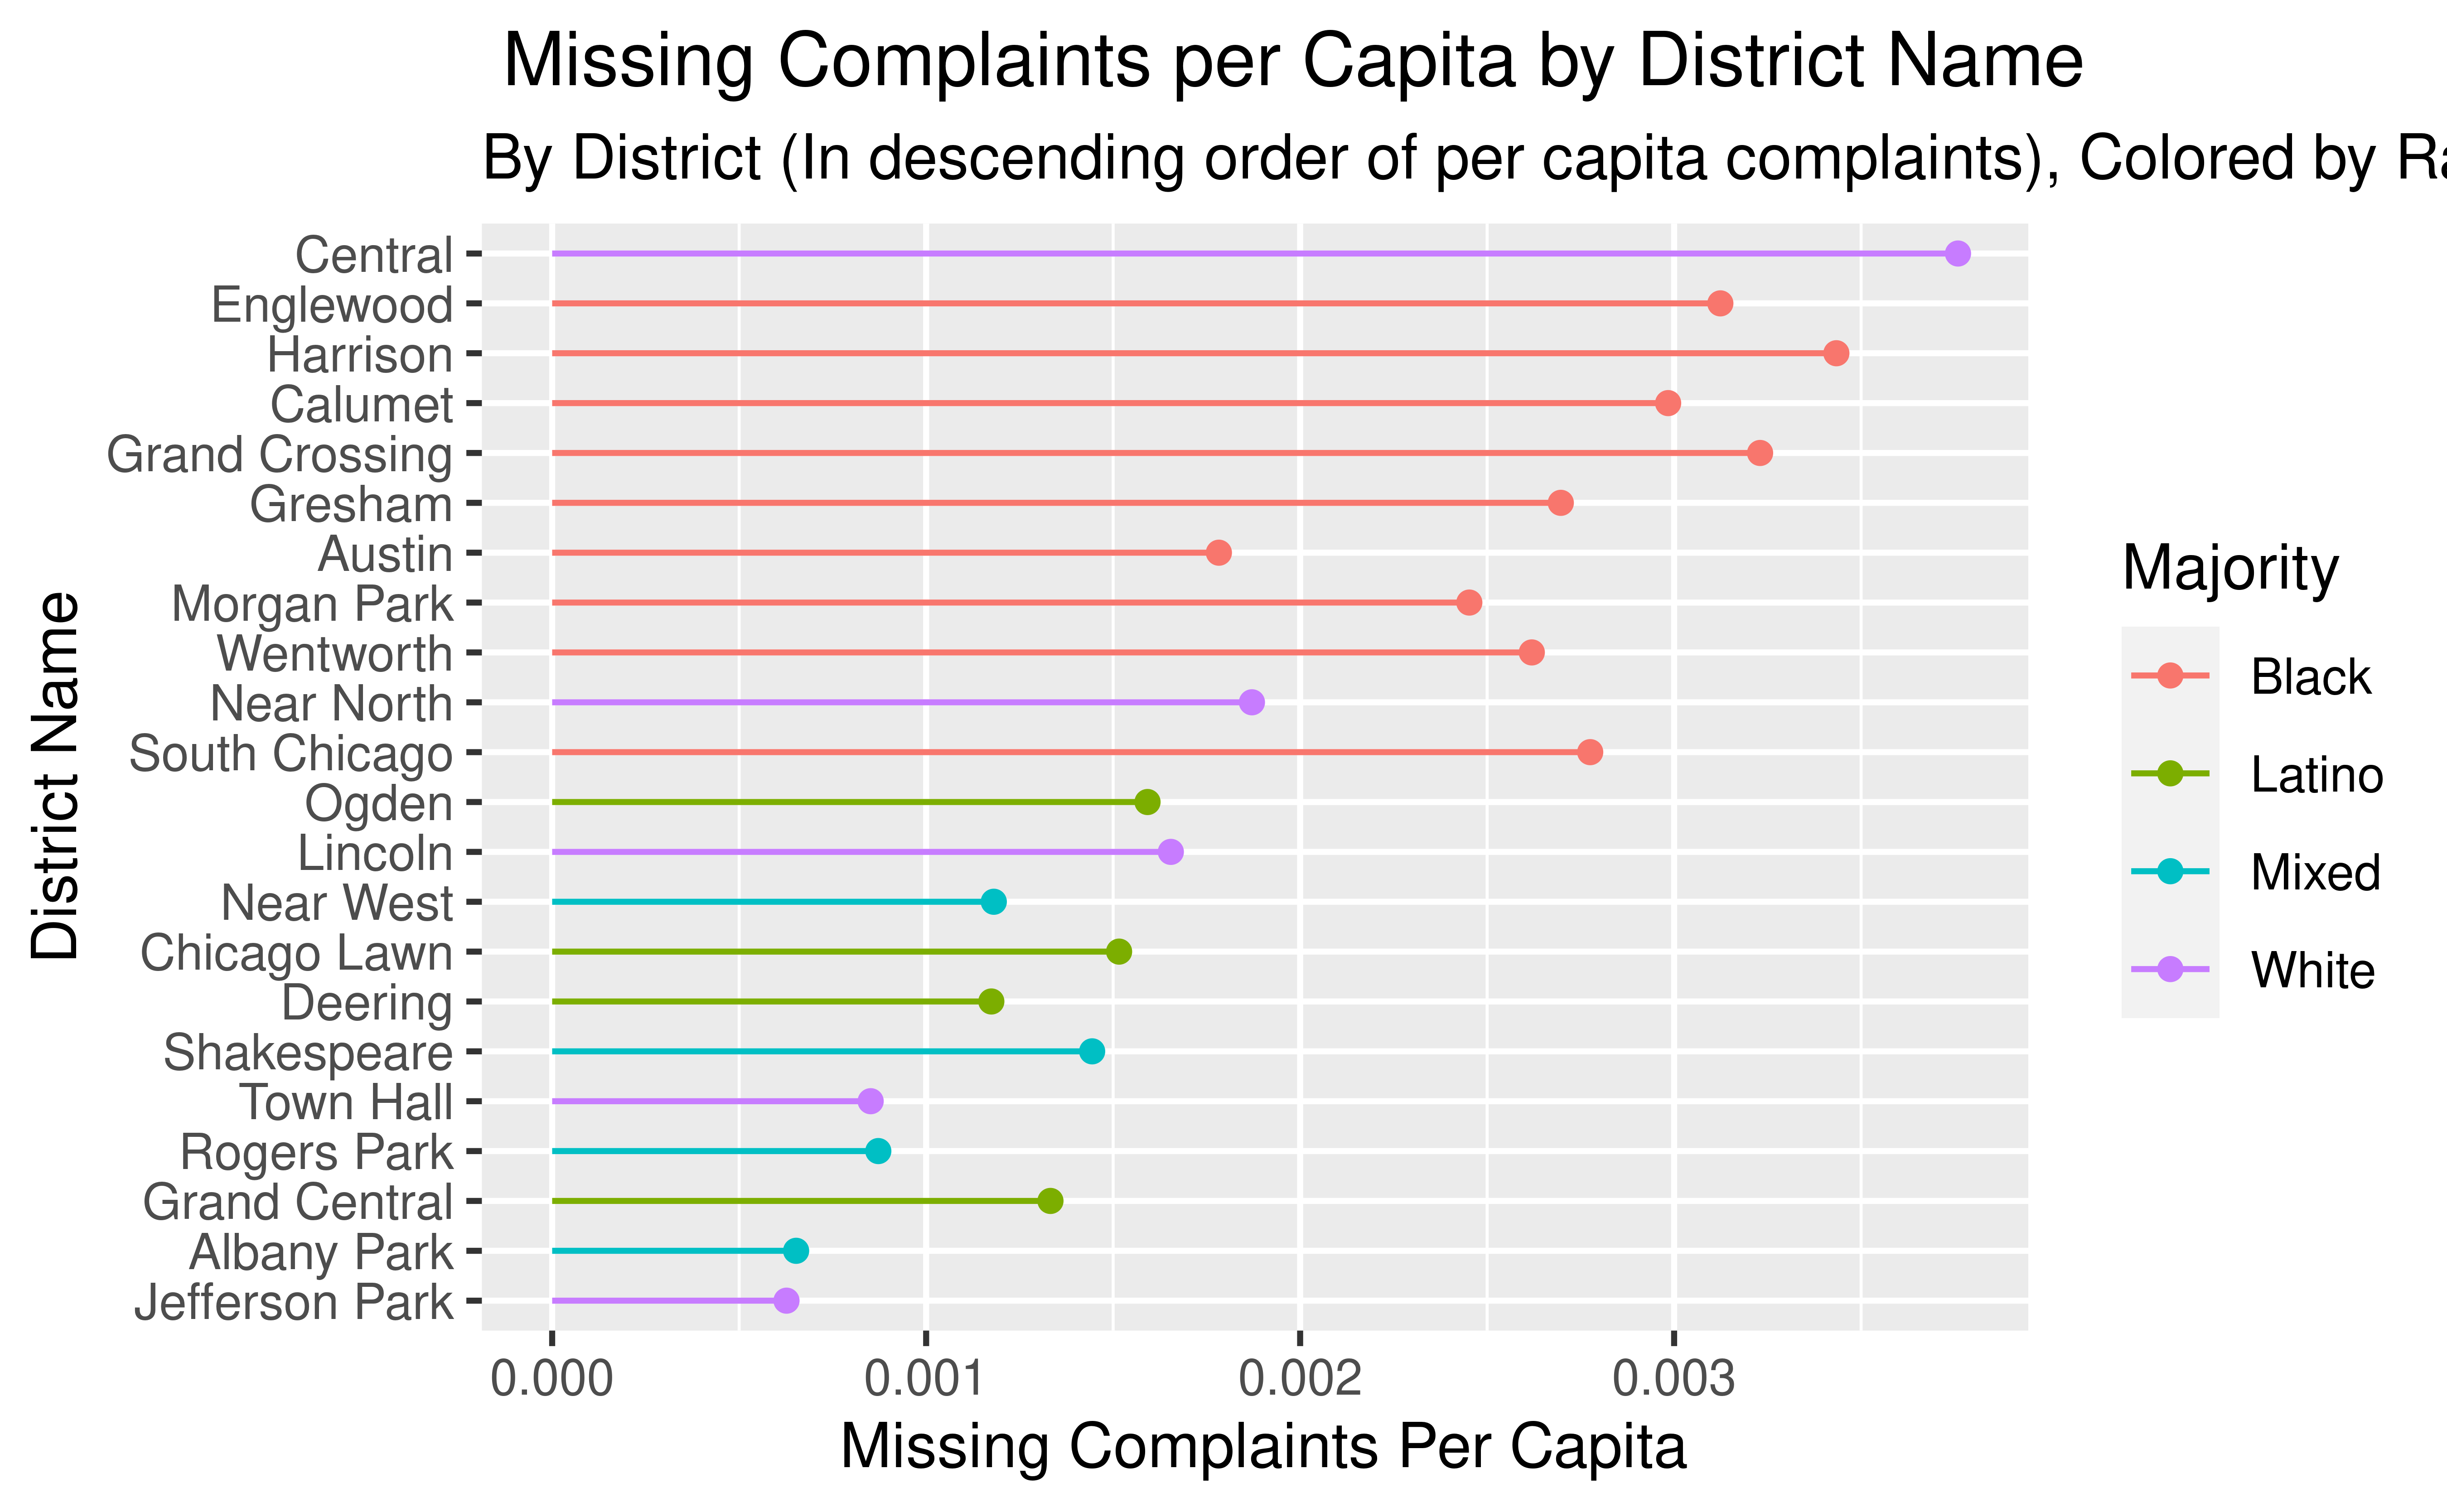 Missing Complaints per Capita by District Name
By District (In descending order of per capita complaints), Colored by Ra
Central
Englewood
Harrison
Calumet
Grand Crossing
Gresham
Austin
Morgan Park
Wentworth
Near North
South Chicago
Ogden
Lincoln
Near West
Chicago Lawn
Deering
Shakespeare
Town Hall
Rogers Park
Grand Central
Albany Park
Jefferson Park
District Name
0.000 0.001 0.002 0.003
Missing Complaints Per Capita
Majority
Black
Latino
Mixed
White